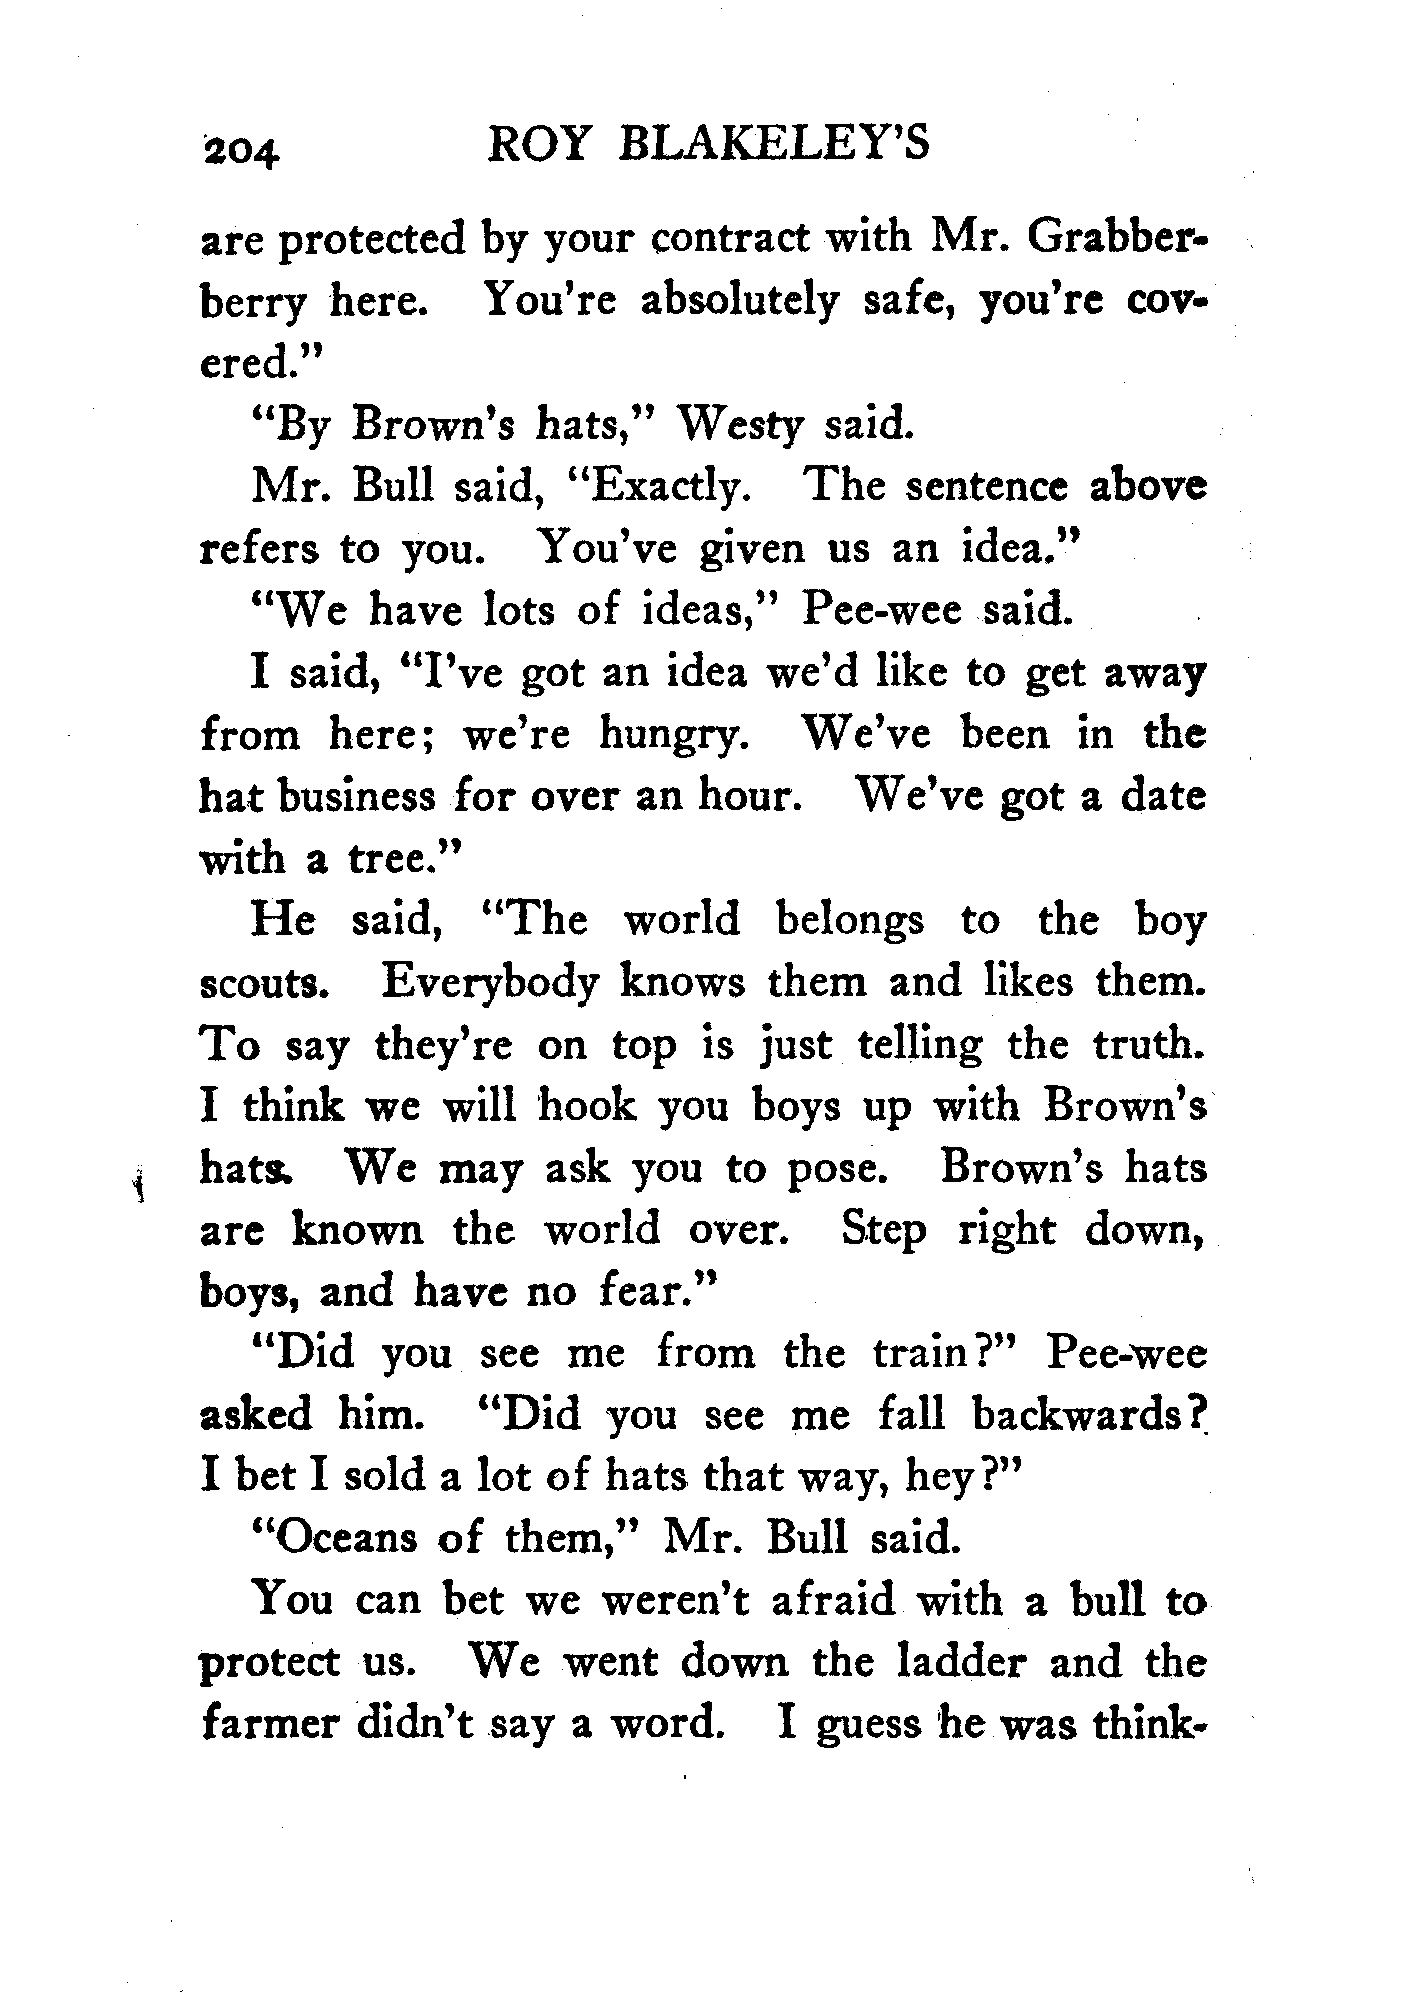 204 ROY BLAKELEY'S
are protected by your contract with Mr. Grabber-
berry here. You're absolutely safe, you're cov-
ered."
"By Brown's hats," Westy said.
Mr. Bull said, "Exactly. The sentence above
refers to you. You've given us an idea."
"We have lots of ideas," Pee-wee said.
I said, "I've got an idea we'd like to get away
from here; we're hungry. We've been in the
hat business for over an hour. We've got a date
with a tree."
He said, "The world belongs to the boy
scouts. Everybody knows them and likes them.
To say they're on top is just telling the truth.
I think we will hook you boys up with Brown's
hats. We may ask you to pose. Brown's hats
are known the world over. Step right down,
boys, and have no fear."
"Did you see me from the train?" Pee-wee
asked him. "Did you see me fall backwards?
I bet I sold a lot of hats that way, hey?"
"Oceans of them," Mr. Bull said.
You can bet we weren't afraid with a bull to
protect us. We went down the ladder and the
farmer didn't say a word. I guess he was think-